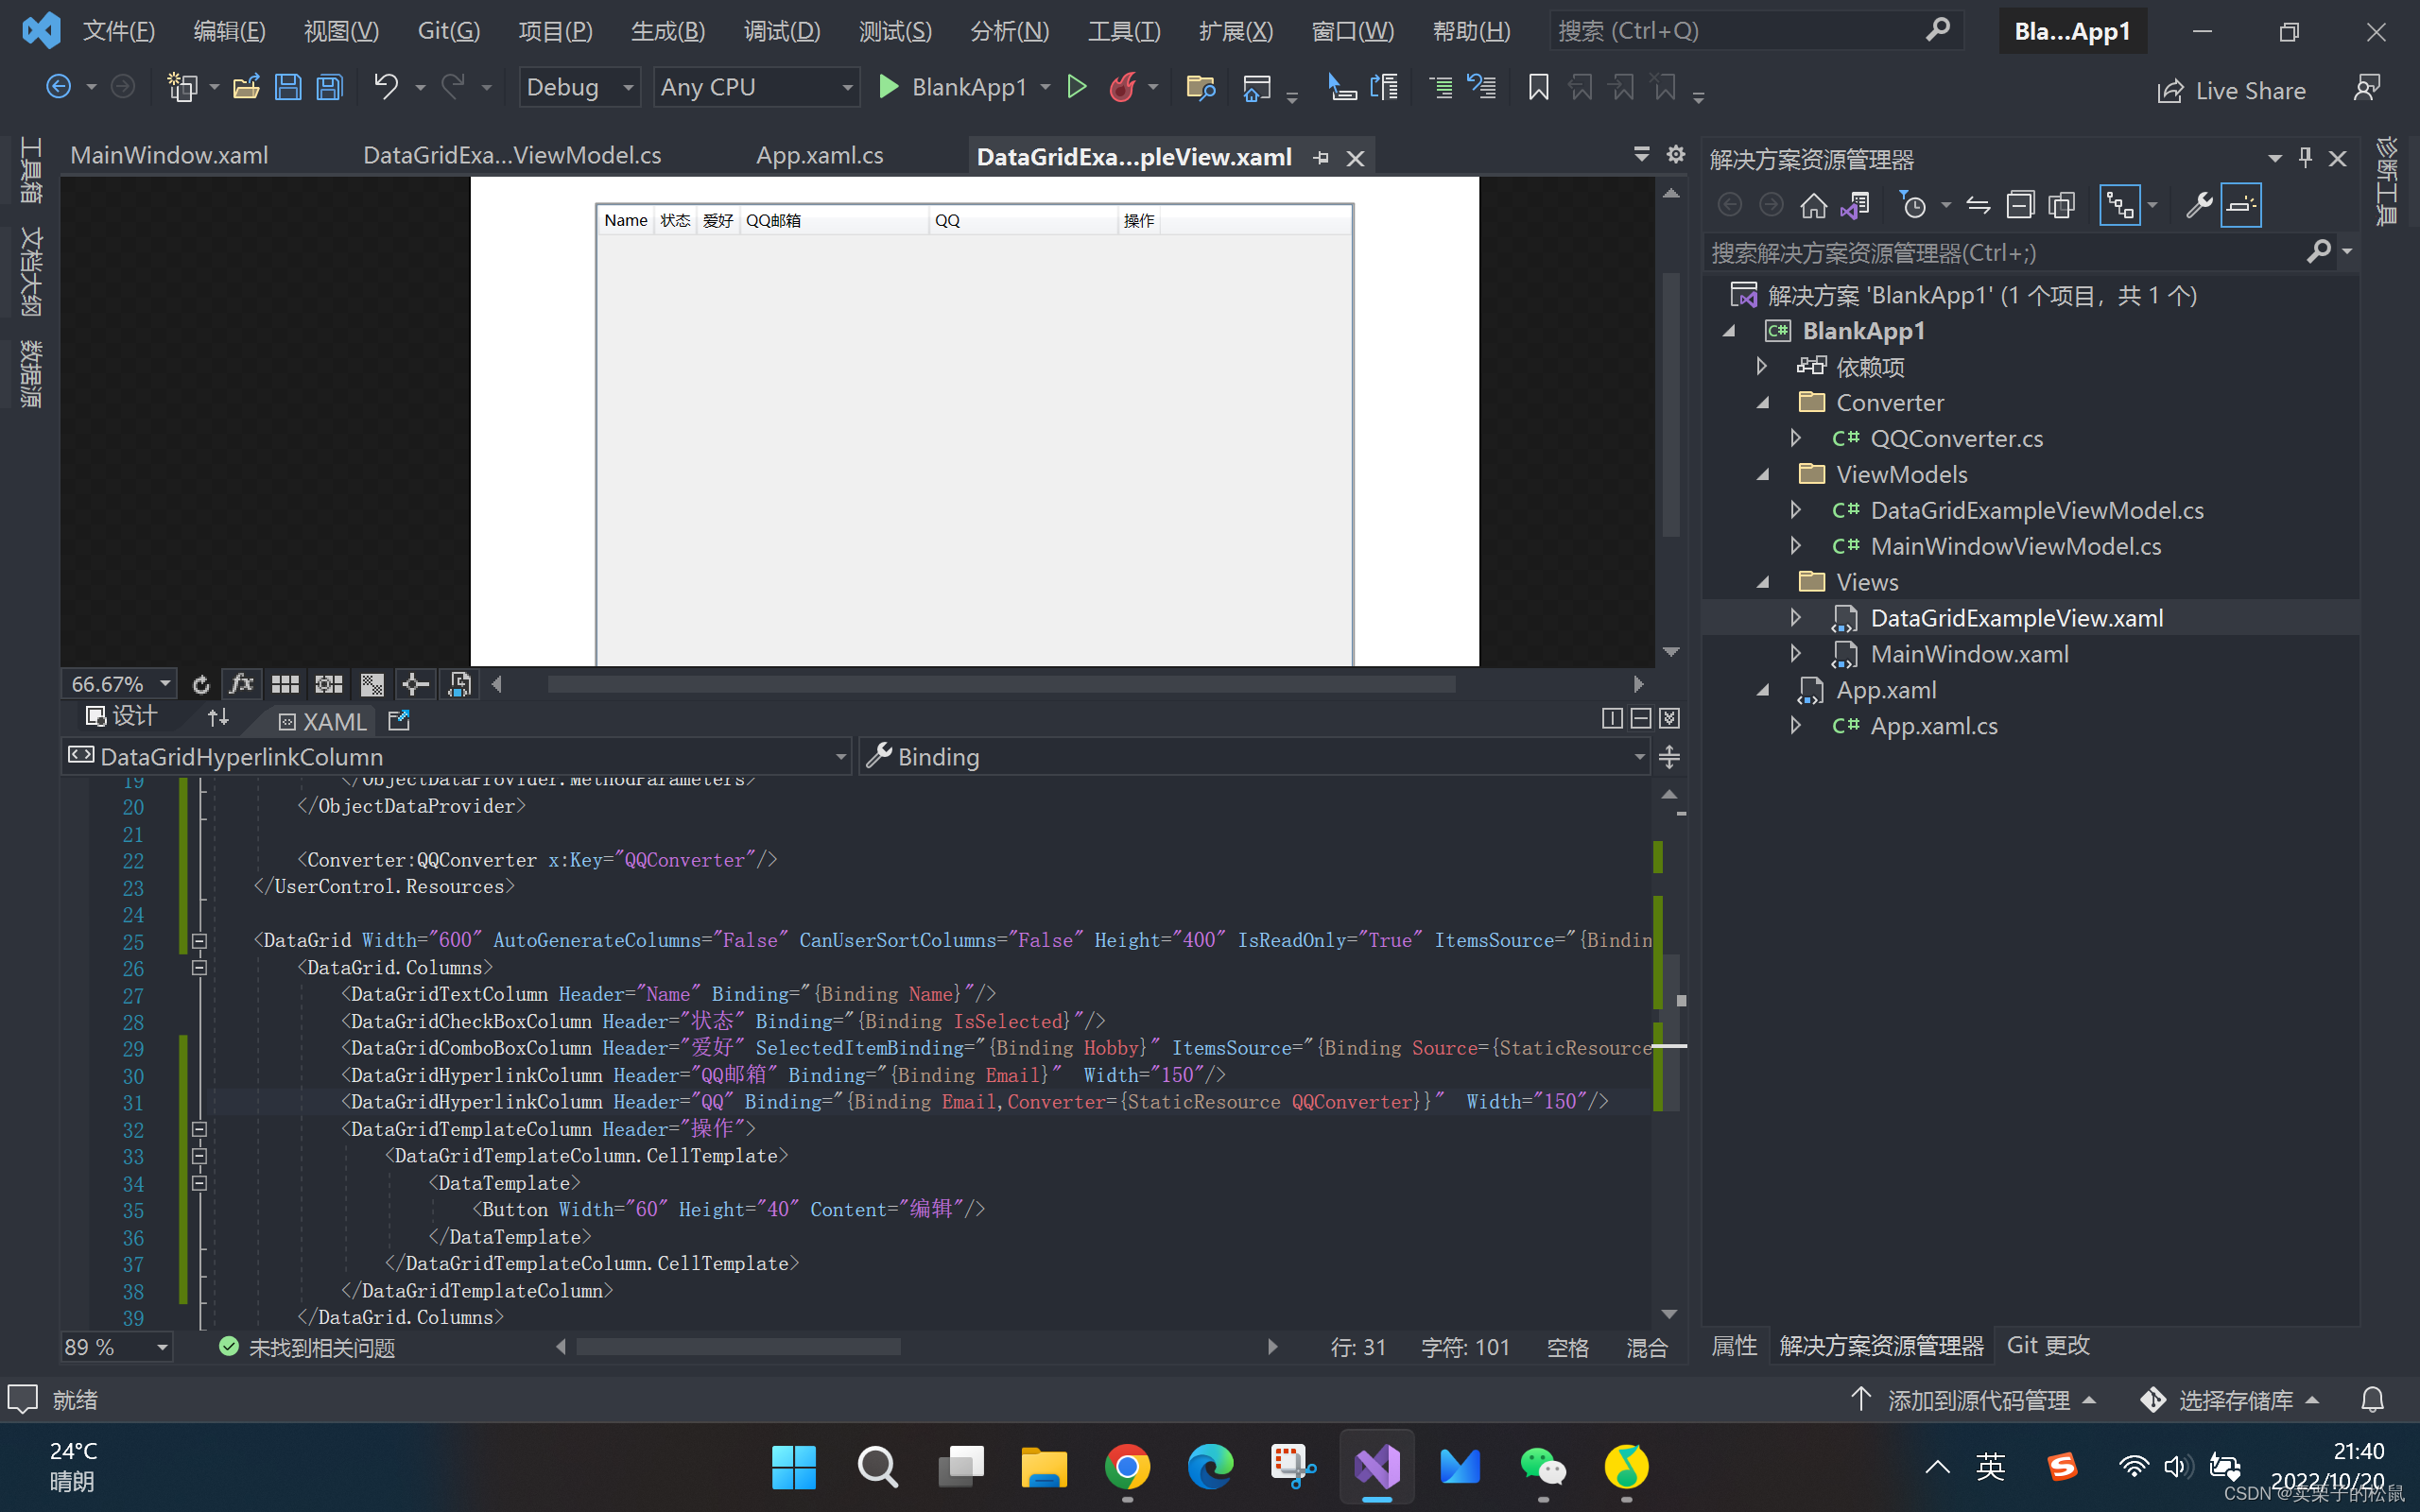 文件(F) 编辑(E) 视图(V) Git(G) 项目(P) 生成(B) 调试(D) 测试(S) 分析(N) 工具(T) 扩展(X) 窗口(W) 帮助(H) 搜索 (Ctrl+Q) Bla...App1
Debug Any CPU BlankApp1 Live Share
工具箱
文档大纲
数据源
MainWindow.xaml DataGridExa...ViewModel.cs App.xaml.cs DataGridExa...pleView.xaml
Name 状态 爱好 QQ邮箱 QQ 操作
66.67%
设计 XAML
DataGridHyperlinkColumn Binding
19 </ObjectDataProvider.MethodParameters>
20 </ObjectDataProvider>
21
22 <Converter:QQConverter x:Key="QQConverter"/>
23 </UserControl.Resources>
24
25 <DataGrid Width="600" AutoGenerateColumns="False" CanUserSortColumns="False" Height="400" IsReadOnly="True" ItemsSource="{Bindin
26 <DataGrid.Columns>
27 <DataGridTextColumn Header="Name" Binding="{Binding Name}"/>
28 <DataGridCheckBoxColumn Header="状态" Binding="{Binding IsSelected}"/>
29 <DataGridComboBoxColumn Header="爱好" SelectedItemBinding="{Binding Hobby}" ItemsSource="{Binding Source={StaticResource
30 <DataGridHyperlinkColumn Header="QQ邮箱" Binding="{Binding Email}"  Width="150"/>
31 <DataGridHyperlinkColumn Header="QQ" Binding="{Binding Email,Converter={StaticResource QQConverter}}"  Width="150"/>
32 <DataGridTemplateColumn Header="操作">
33 <DataGridTemplateColumn.CellTemplate>
34 <DataTemplate>
35 <Button Width="60" Height="40" Content="编辑"/>
36 </DataTemplate>
37 </DataGridTemplateColumn.CellTemplate>
38 </DataGridTemplateColumn>
39 </DataGrid.Columns>
89 % 未找到相关问题 行: 31 字符: 101 空格 混合
解决方案资源管理器
诊断工具
搜索解决方案资源管理器(Ctrl+;)
解决方案 'BlankApp1' (1 个项目，共 1 个)
C# BlankApp1
依赖项
Converter
C# QQConverter.cs
ViewModels
C# DataGridExampleViewModel.cs
C# MainWindowViewModel.cs
Views
DataGridExampleView.xaml
MainWindow.xaml
App.xaml
C# App.xaml.cs
属性 解决方案资源管理器 Git 更改
就绪 添加到源代码管理 选择存储库
24°C
晴朗
英
21:40
2022/10/20
CSDN @卖栗子的松鼠